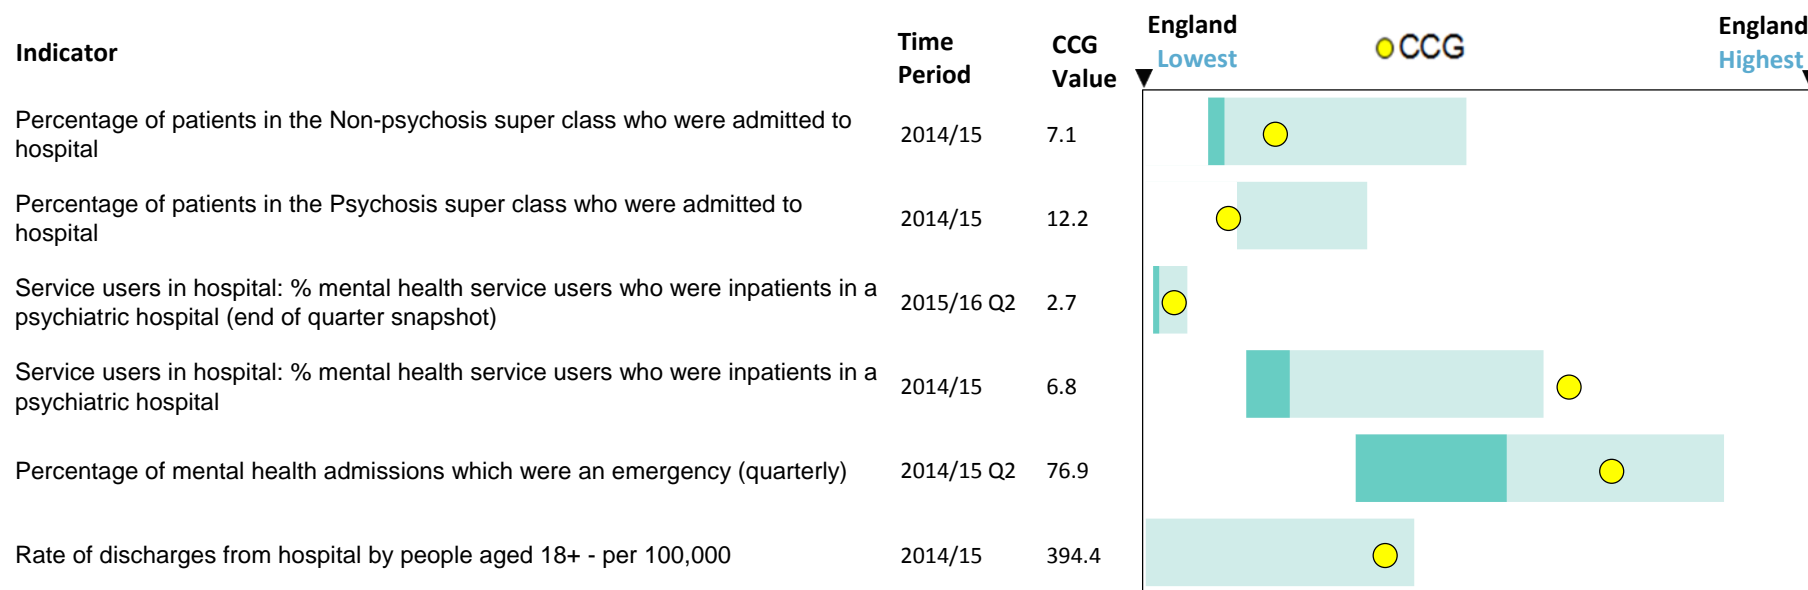 Indicator
Time
Period
CCG
Value
England
Lowest
CCG
England
Highest
Percentage of patients in the Non-psychosis super class who were admitted to
hospital
2014/15
7.1
Percentage of patients in the Psychosis super class who were admitted to
hospital
2014/15
12.2
Service users in hospital: % mental health service users who were inpatients in a
psychiatric hospital (end of quarter snapshot)
2015/16 Q2
2.7
Service users in hospital: % mental health service users who were inpatients in a
psychiatric hospital
2014/15
6.8
Percentage of mental health admissions which were an emergency (quarterly)
2014/15 Q2
76.9
Rate of discharges from hospital by people aged 18+ - per 100,000
2014/15
394.4